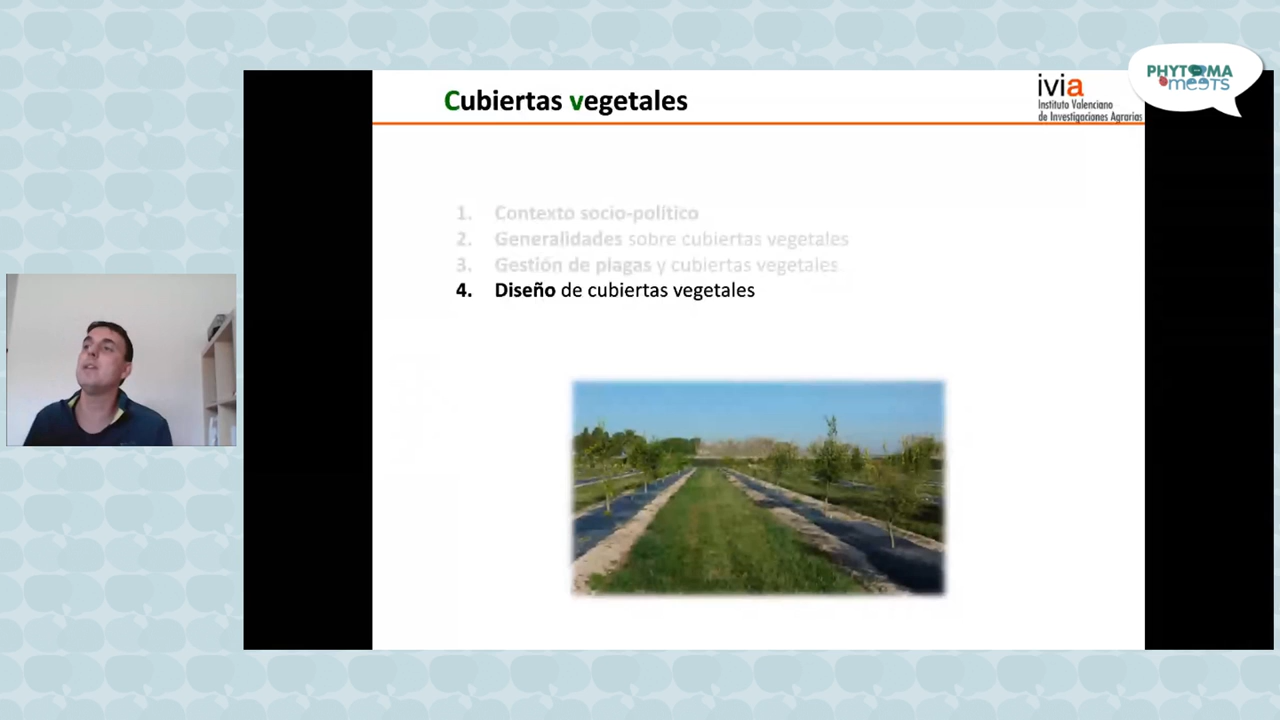 Cubiertas vegetales
ivia
Instituto Valenciano
de Investigaciones Agrarias
PHYTOMA
meeTS
1. Contexto socio-político
2. Generalidades sobre cubiertas vegetales
3. Gestión de plagas y cubiertas vegetales
4. Diseño de cubiertas vegetales